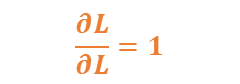 ∂L/∂L = 1